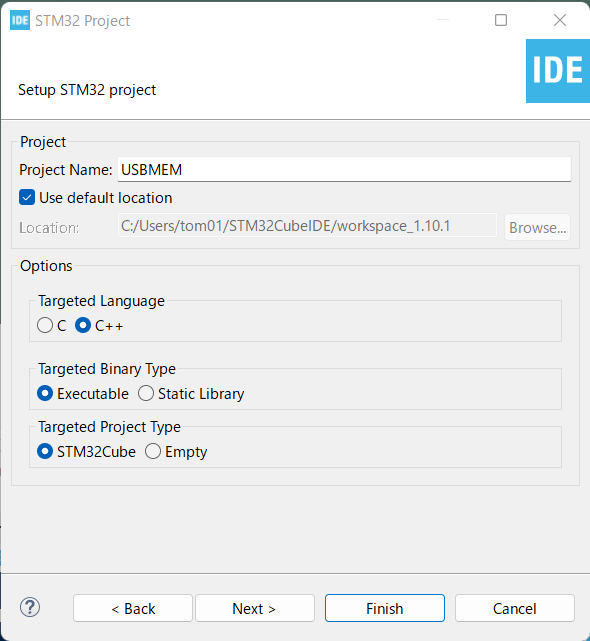 IDE STM32 Project
IDE
Setup STM32 project
Project
Project Name: USBMEM
Use default location
Location: C:/Users/tom01/STM32CubeIDE/workspace_1.10.1 Browse...
Options
Targeted Language
C C++
Targeted Binary Type
Executable Static Library
Targeted Project Type
STM32Cube Empty
? < Back Next > Finish Cancel